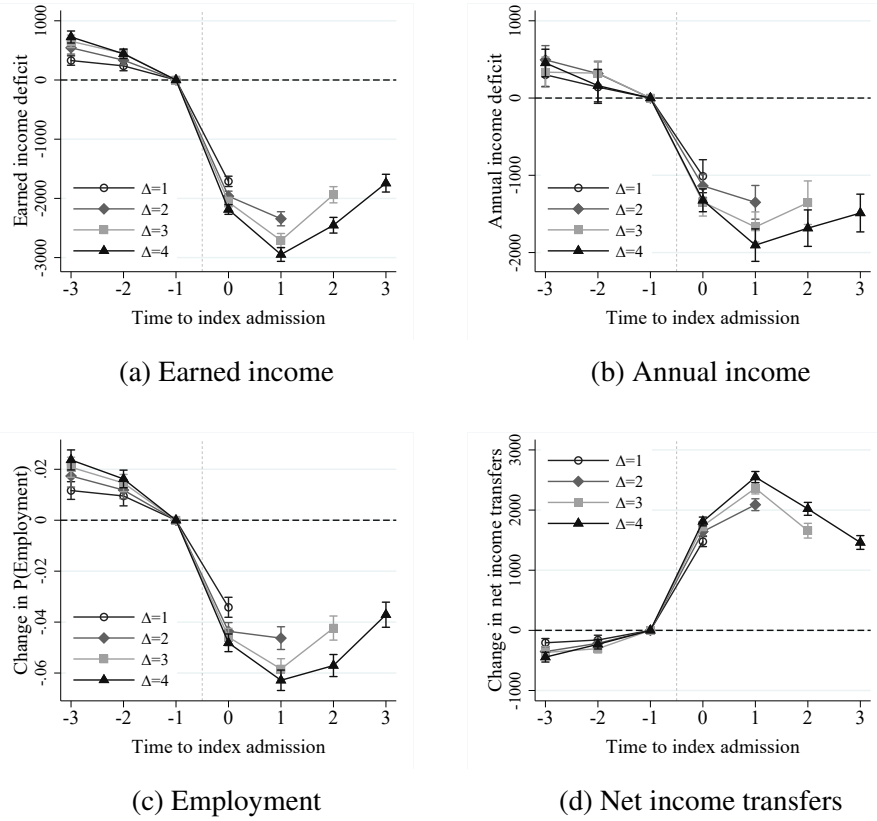 Earned income deficit
1000
0
-1000
-2000
-3000
Δ=1
Δ=2
Δ=3
Δ=4
-3 -2 -1 0 1 2 3
Time to index admission
(a) Earned income
Annual income deficit
1000
0
-1000
-2000
Δ=1
Δ=2
Δ=3
Δ=4
-3 -2 -1 0 1 2 3
Time to index admission
(b) Annual income
Change in P(Employment)
.02
0
-.02
-.04
-.06
Δ=1
Δ=2
Δ=3
Δ=4
-3 -2 -1 0 1 2 3
Time to index admission
(c) Employment
Change in net income transfers
3000
2000
1000
0
-1000
Δ=1
Δ=2
Δ=3
Δ=4
-3 -2 -1 0 1 2 3
Time to index admission
(d) Net income transfers